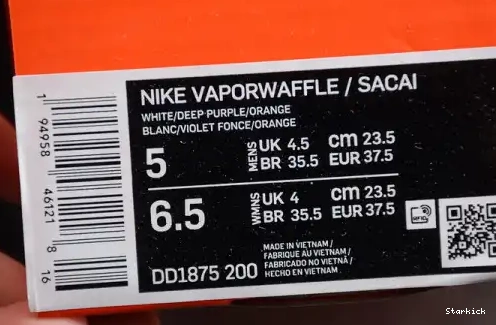 NIKE VAPORWAFFLE / SACAI
WHITE/DEEP PURPLE/ORANGE
BLANC/VIOLET FONCE/ORANGE
5 MENS UK 4.5 CM 23.5
BR 35.5 EUR 37.5
6.5 WMNS UK 4 CM 23.5
BR 35.5 EUR 37.5
MADE IN VIETNAM /
FABRIQUE AU VIETNAM /
FABRICADO NO VIETNÃ /
HECHO EN VIETNAM
DD1875 200
1 94958 46121 8 16
RFID
Starkick